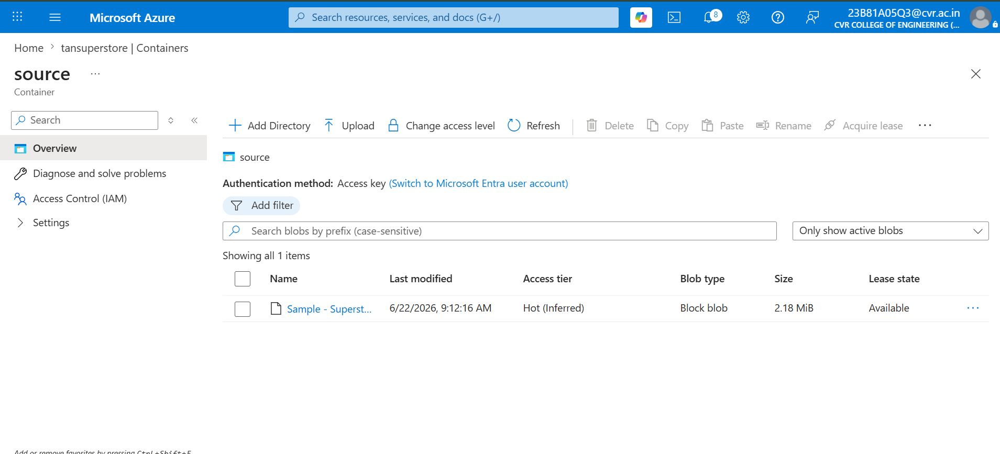 Microsoft Azure
Search resources, services, and docs (G+/)
8
23B81A05Q3@cvr.ac.in
CVR COLLEGE OF ENGINEERING (...
Home > tansuperstore | Containers
source ...
Container
Search
Overview
Diagnose and solve problems
Access Control (IAM)
Settings
Add Directory Upload Change access level Refresh Delete Copy Paste Rename Acquire lease ...
source
Authentication method: Access key (Switch to Microsoft Entra user account)
Add filter
Search blobs by prefix (case-sensitive)
Only show active blobs
Showing all 1 items
Name Last modified Access tier Blob type Size Lease state
Sample - Superst... 6/22/2026, 9:12:16 AM Hot (Inferred) Block blob 2.18 MiB Available ...
Add or remove favorites by pressing Ctrl+Shift+F